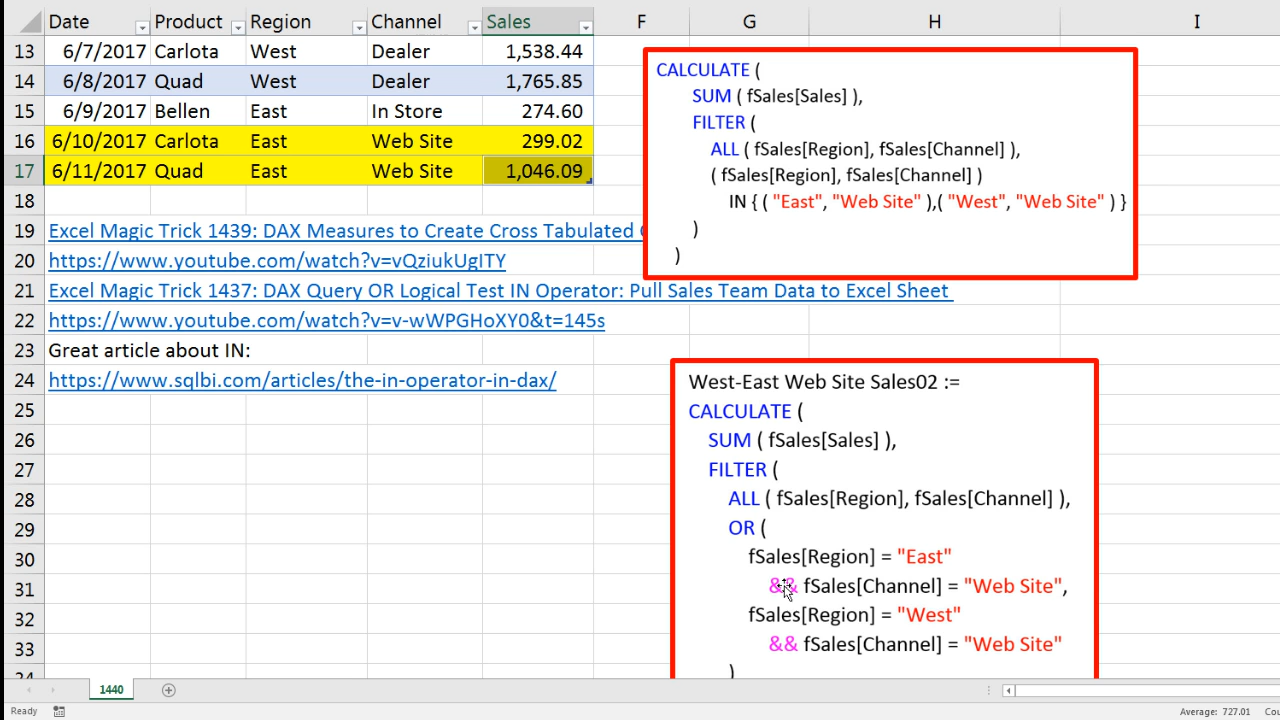 Date Product Region Channel Sales F G H I
13 6/7/2017 Carlota West Dealer 1,538.44
14 6/8/2017 Quad West Dealer 1,765.85
15 6/9/2017 Bellen East In Store 274.60
16 6/10/2017 Carlota East Web Site 299.02
17 6/11/2017 Quad East Web Site 1,046.09
18
19 Excel Magic Trick 1439: DAX Measures to Create Cross Tabulated
20 https://www.youtube.com/watch?v=vQziukUgITY
21 Excel Magic Trick 1437: DAX Query OR Logical Test IN Operator: Pull Sales Team Data to Excel Sheet
22 https://www.youtube.com/watch?v=v-wWPGHoXY0&t=145s
23 Great article about IN:
24 https://www.sqlbi.com/articles/the-in-operator-in-dax/
25
26
27
28
29
30
31
32
33
CALCULATE (
SUM ( fSales[Sales] ),
FILTER (
ALL ( fSales[Region], fSales[Channel] ),
( fSales[Region], fSales[Channel] )
IN { ( "East", "Web Site" ),( "West", "Web Site" ) }
)
)
West-East Web Site Sales02 :=
CALCULATE (
SUM ( fSales[Sales] ),
FILTER (
ALL ( fSales[Region], fSales[Channel] ),
OR (
fSales[Region] = "East"
&& fSales[Channel] = "Web Site",
fSales[Region] = "West"
&& fSales[Channel] = "Web Site"
)
1440
Ready
Average: 727.01